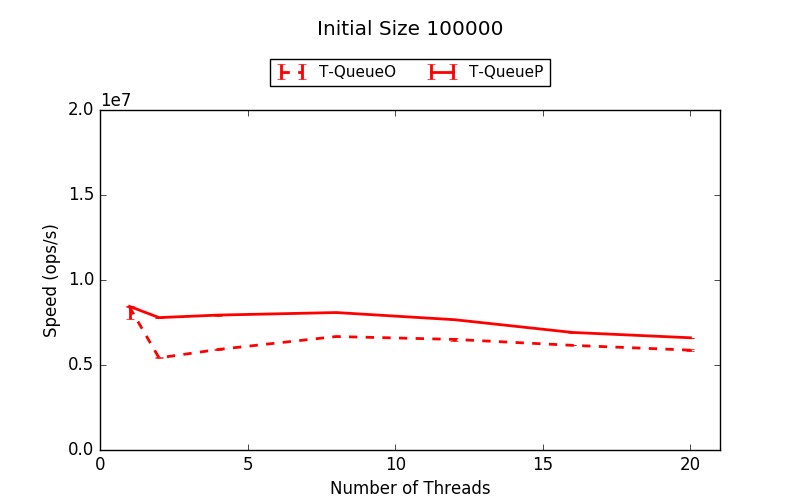 Initial Size 100000
T-QueueO T-QueueP
1e7
2.0
1.5
1.0
0.5
0.0
Speed (ops/s)
0 5 10 15 20
Number of Threads